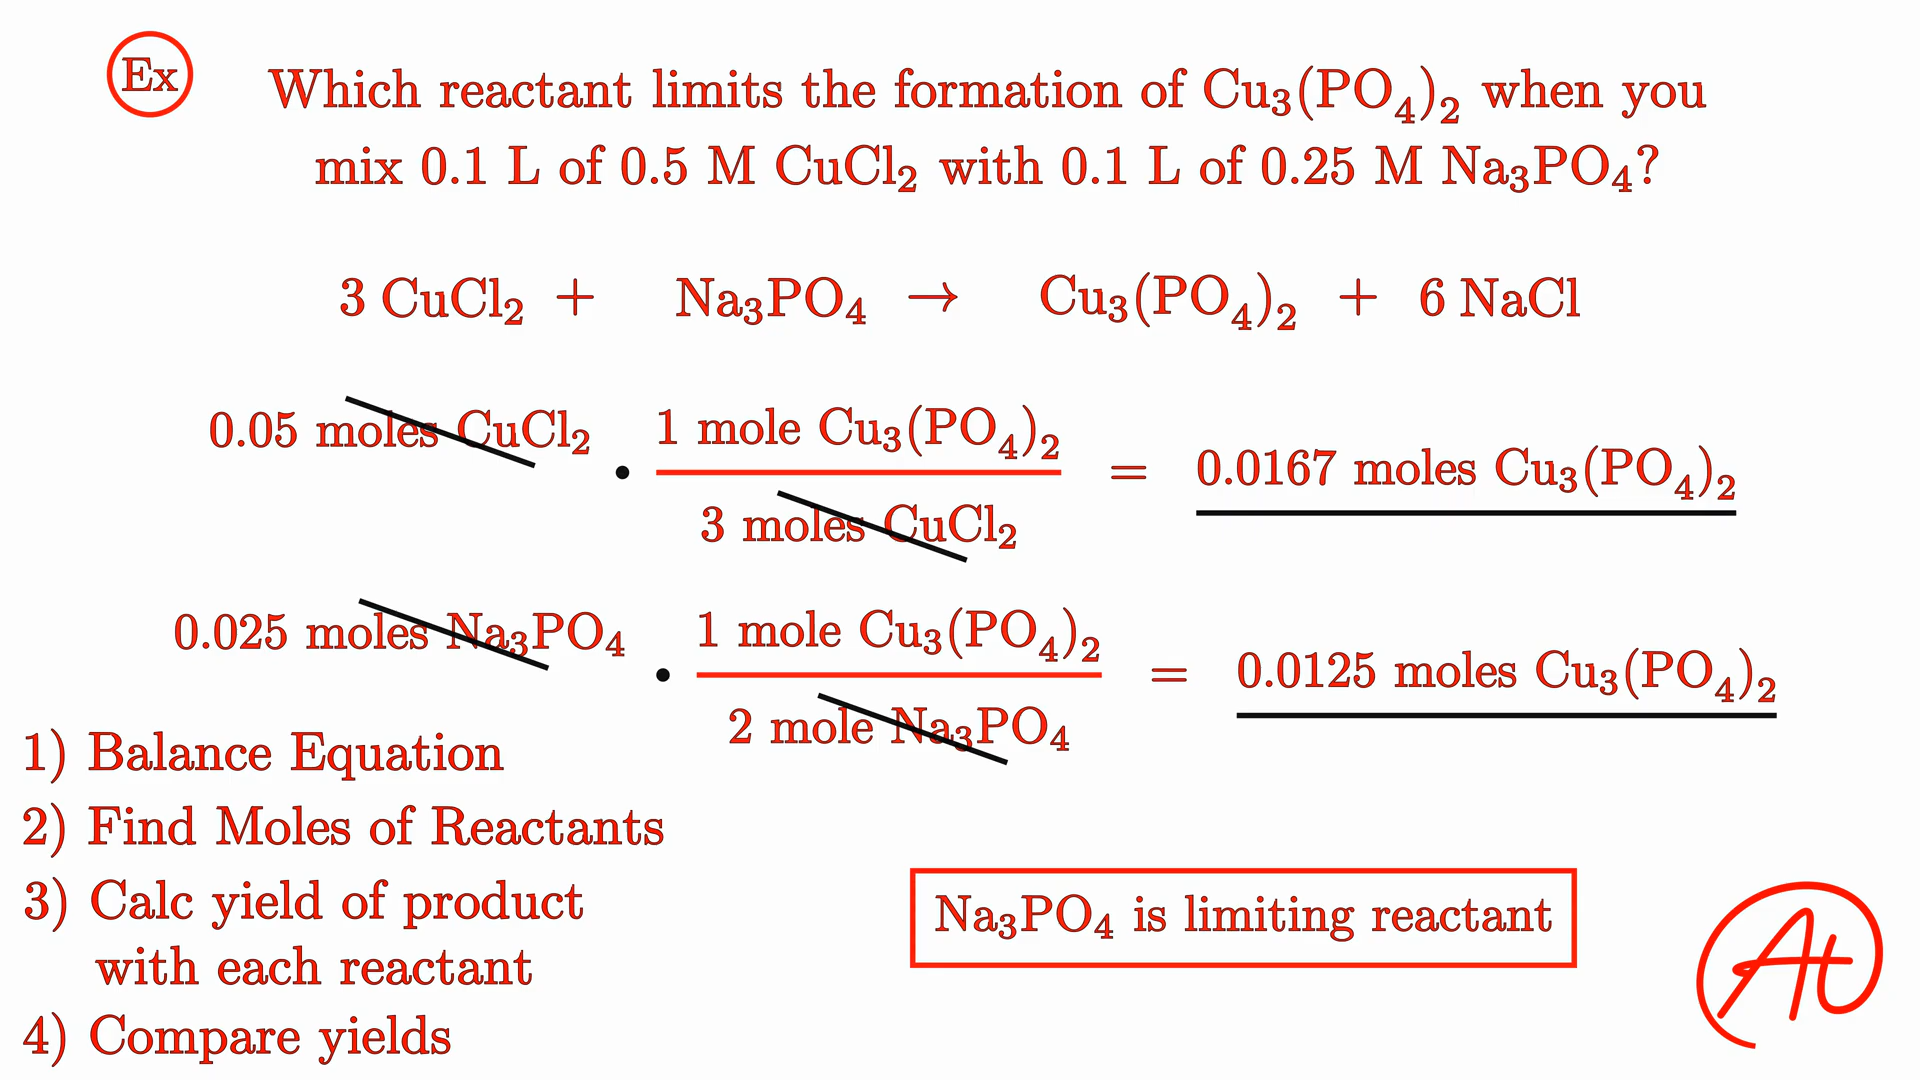 Ex
Which reactant limits the formation of Cu₃(PO₄)₂ when you
mix 0.1 L of 0.5 M CuCl₂ with 0.1 L of 0.25 M Na₃PO₄?
3 CuCl₂ + Na₃PO₄ → Cu₃(PO₄)₂ + 6 NaCl
0.05 moles CuCl₂ · 1 mole Cu₃(PO₄)₂ = 0.0167 moles Cu₃(PO₄)₂
3 moles CuCl₂
0.025 moles Na₃PO₄ · 1 mole Cu₃(PO₄)₂ = 0.0125 moles Cu₃(PO₄)₂
2 mole Na₃PO₄
1) Balance Equation
2) Find Moles of Reactants
3) Calc yield of product
with each reactant
4) Compare yields
Na₃PO₄ is limiting reactant